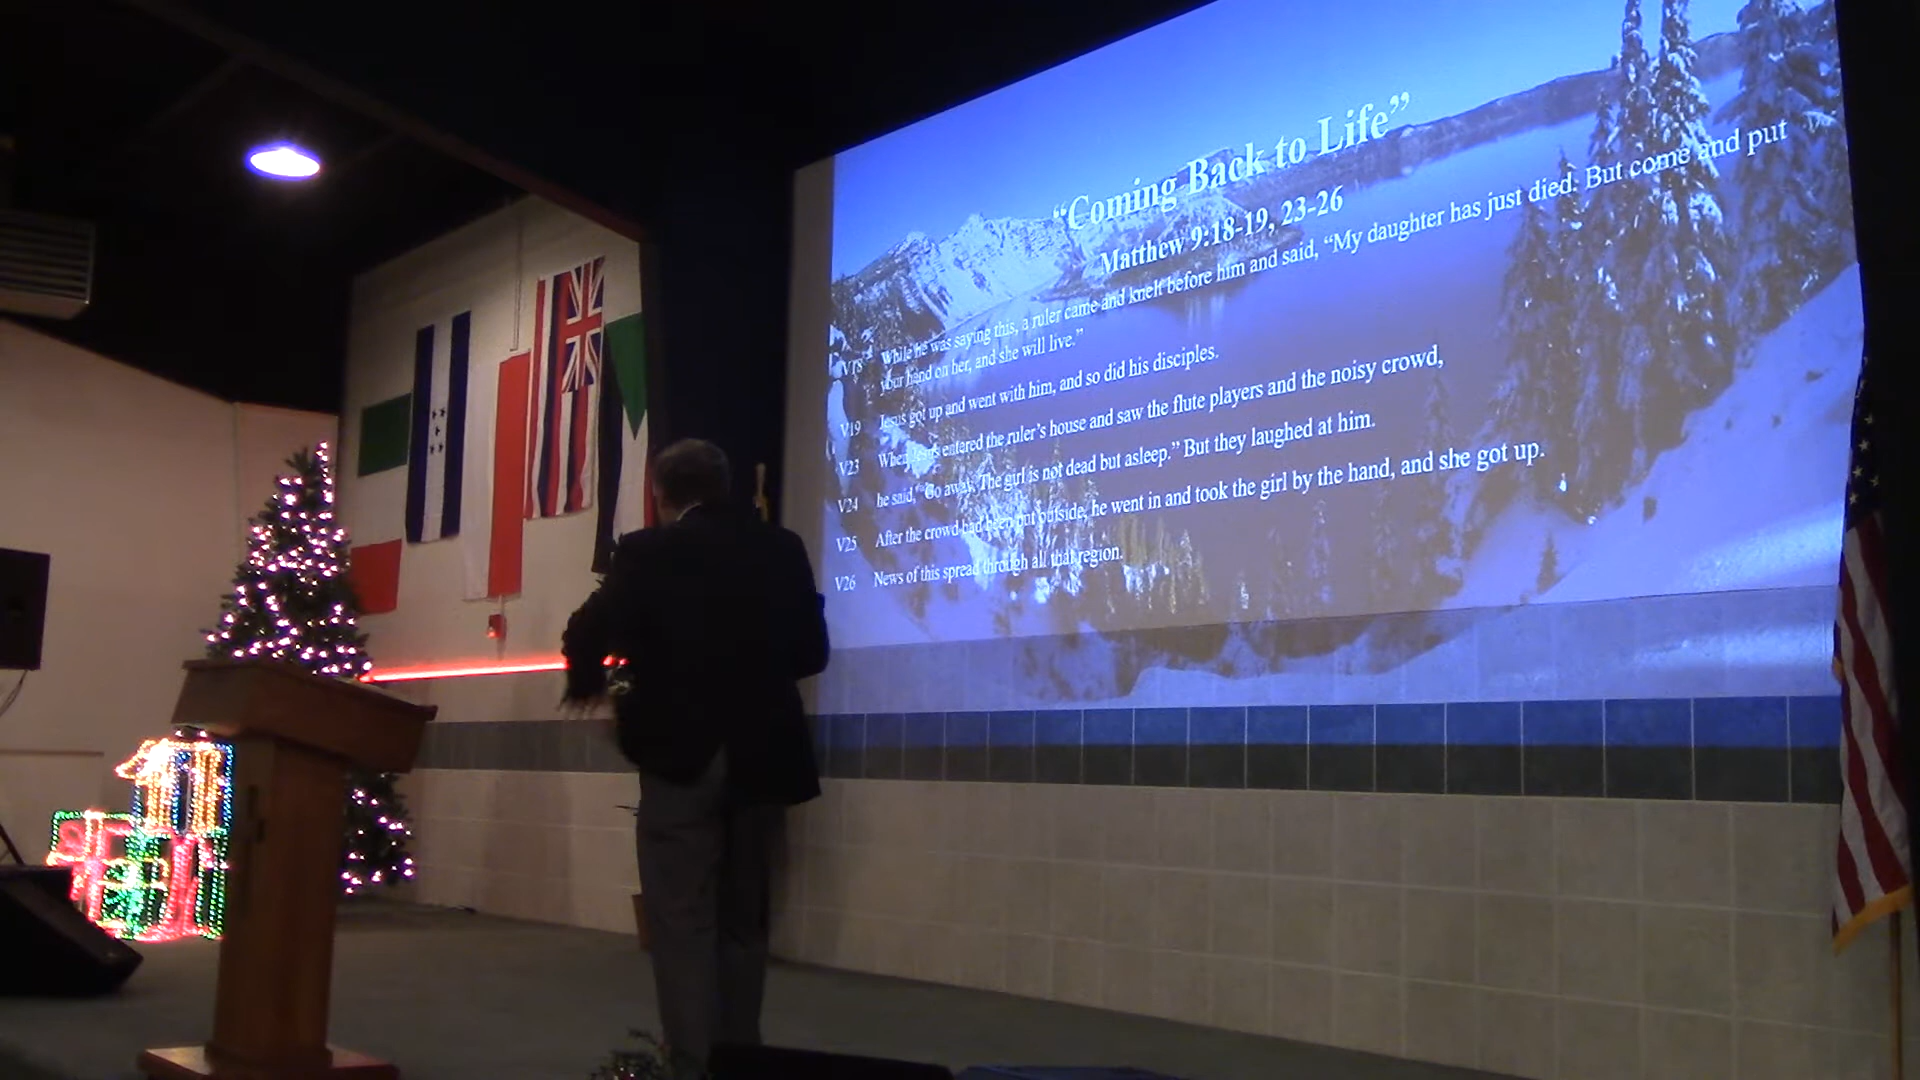 “Coming Back to Life”
Matthew 9:18-19, 23-26
V18 While he was saying this, a ruler came and knelt before him and said, “My daughter has just died. But come and put
your hand on her, and she will live.”
V19 Jesus got up and went with him, and so did his disciples.
V23 When Jesus entered the ruler’s house and saw the flute players and the noisy crowd,
V24 he said, “Go away. The girl is not dead but asleep.” But they laughed at him.
V25 After the crowd had been put outside, he went in and took the girl by the hand, and she got up.
V26 News of this spread through all that region.